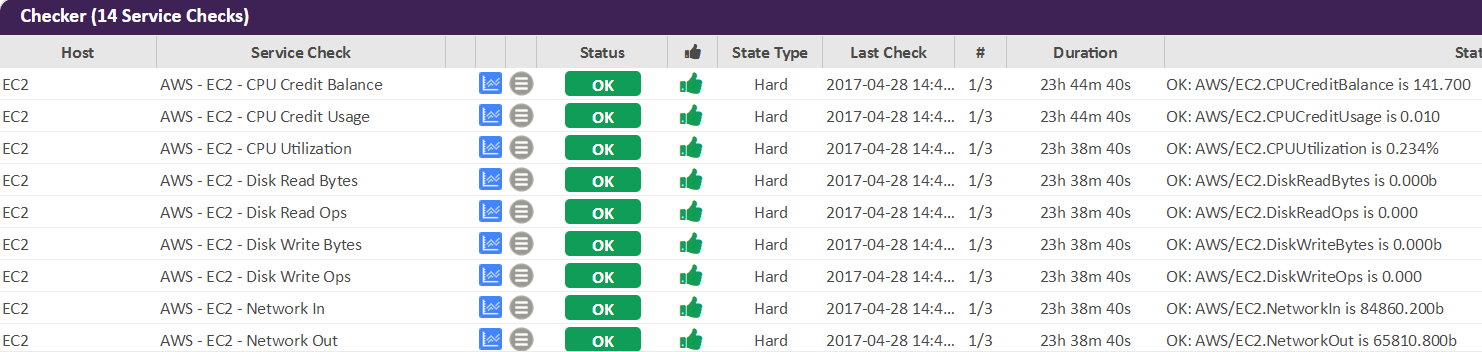 Checker (14 Service Checks)
Host Service Check Status State Type Last Check # Duration Stat
EC2 AWS - EC2 - CPU Credit Balance OK Hard 2017-04-28 14:4... 1/3 23h 44m 40s OK: AWS/EC2.CPUCreditBalance is 141.700
EC2 AWS - EC2 - CPU Credit Usage OK Hard 2017-04-28 14:4... 1/3 23h 44m 40s OK: AWS/EC2.CPUCreditUsage is 0.010
EC2 AWS - EC2 - CPU Utilization OK Hard 2017-04-28 14:4... 1/3 23h 38m 40s OK: AWS/EC2.CPUUtilization is 0.234%
EC2 AWS - EC2 - Disk Read Bytes OK Hard 2017-04-28 14:4... 1/3 23h 38m 40s OK: AWS/EC2.DiskReadBytes is 0.000b
EC2 AWS - EC2 - Disk Read Ops OK Hard 2017-04-28 14:4... 1/3 23h 38m 40s OK: AWS/EC2.DiskReadOps is 0.000
EC2 AWS - EC2 - Disk Write Bytes OK Hard 2017-04-28 14:4... 1/3 23h 38m 40s OK: AWS/EC2.DiskWriteBytes is 0.000b
EC2 AWS - EC2 - Disk Write Ops OK Hard 2017-04-28 14:4... 1/3 23h 38m 40s OK: AWS/EC2.DiskWriteOps is 0.000
EC2 AWS - EC2 - Network In OK Hard 2017-04-28 14:4... 1/3 23h 38m 40s OK: AWS/EC2.NetworkIn is 84860.200b
EC2 AWS - EC2 - Network Out OK Hard 2017-04-28 14:4... 1/3 23h 38m 40s OK: AWS/EC2.NetworkOut is 65810.800b